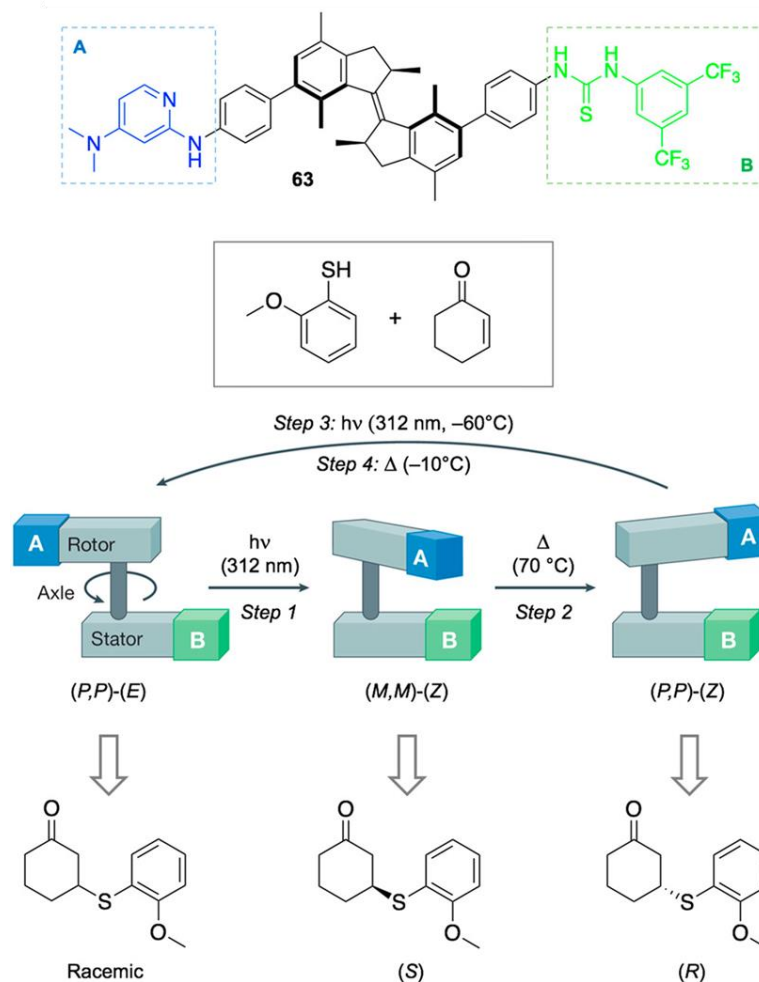 A
N
N
N
H
63
H
N
H
N
S
CF3
CF3
B
SH
O
+
O
Step 3: hν (312 nm, –60°C)
Step 4: Δ (–10°C)
A Rotor
Axle
Stator B
(P,P)-(E)
hν
(312 nm)
Step 1
A
B
(M,M)-(Z)
Δ
(70 °C)
Step 2
A
B
(P,P)-(Z)
O
S
O
Racemic
O
S
O
(S)
O
S
O
(R)